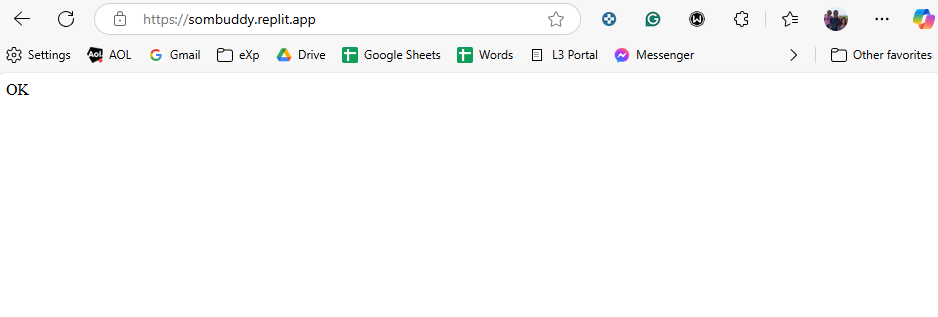 https://sombuddy.replit.app
Settings AOL Gmail eXp Drive Google Sheets Words L3 Portal Messenger Other favorites
OK